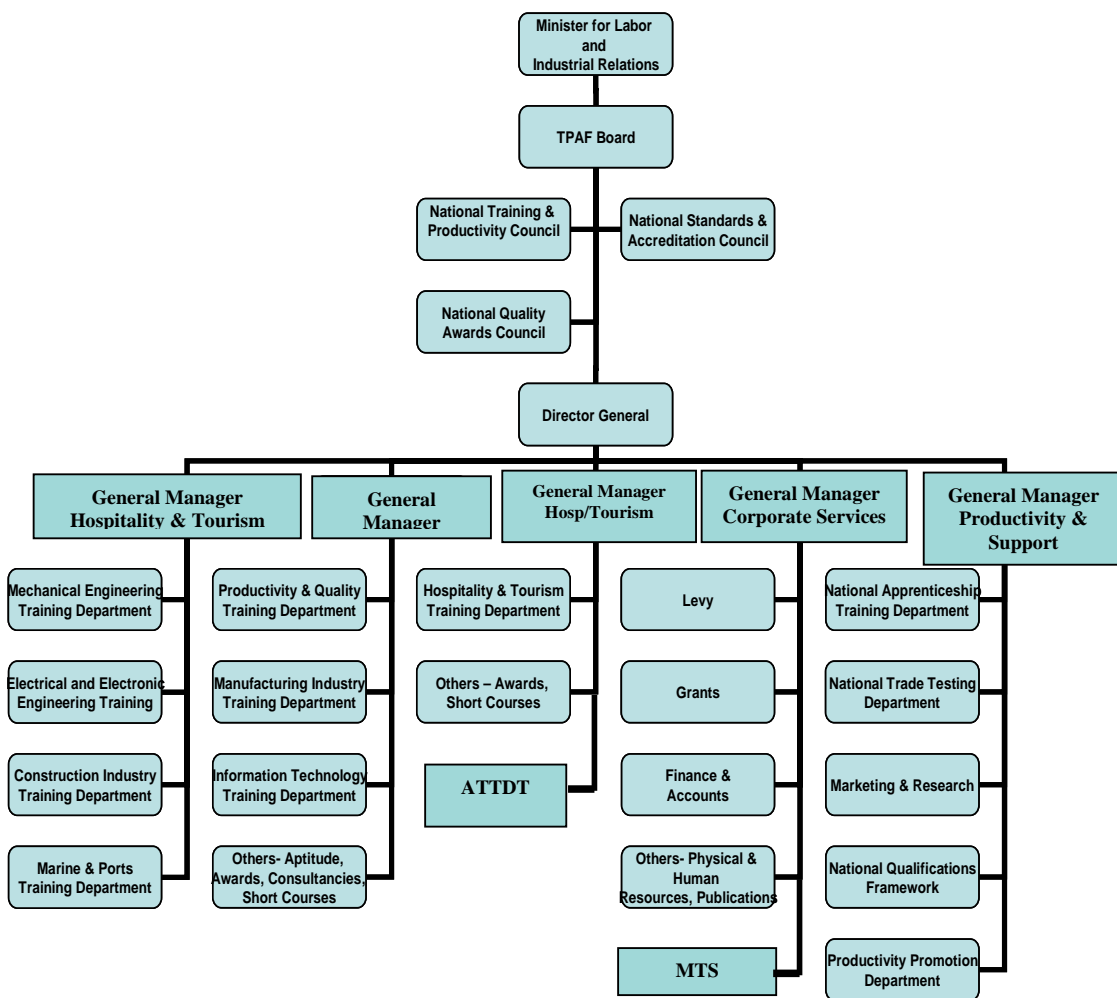 Minister for Labor
and
Industrial Relations
TPAF Board
National Training &
Productivity Council
National Standards &
Accreditation Council
National Quality
Awards Council
Director General
General Manager
Hospitality & Tourism
General
Manager
General Manager
Hosp/Tourism
General Manager
Corporate Services
General Manager
Productivity &
Support
Mechanical Engineering
Training Department
Electrical and Electronic
Engineering Training
Construction Industry
Training Department
Marine & Ports
Training Department
Productivity & Quality
Training Department
Manufacturing Industry
Training Department
Information Technology
Training Department
Others- Aptitude,
Awards, Consultancies,
Short Courses
Hospitality & Tourism
Training Department
Others – Awards,
Short Courses
ATTDT
Levy
Grants
Finance &
Accounts
Others- Physical &
Human
Resources, Publications
MTS
National Apprenticeship
Training Department
National Trade Testing
Department
Marketing & Research
National Qualifications
Framework
Productivity Promotion
Department